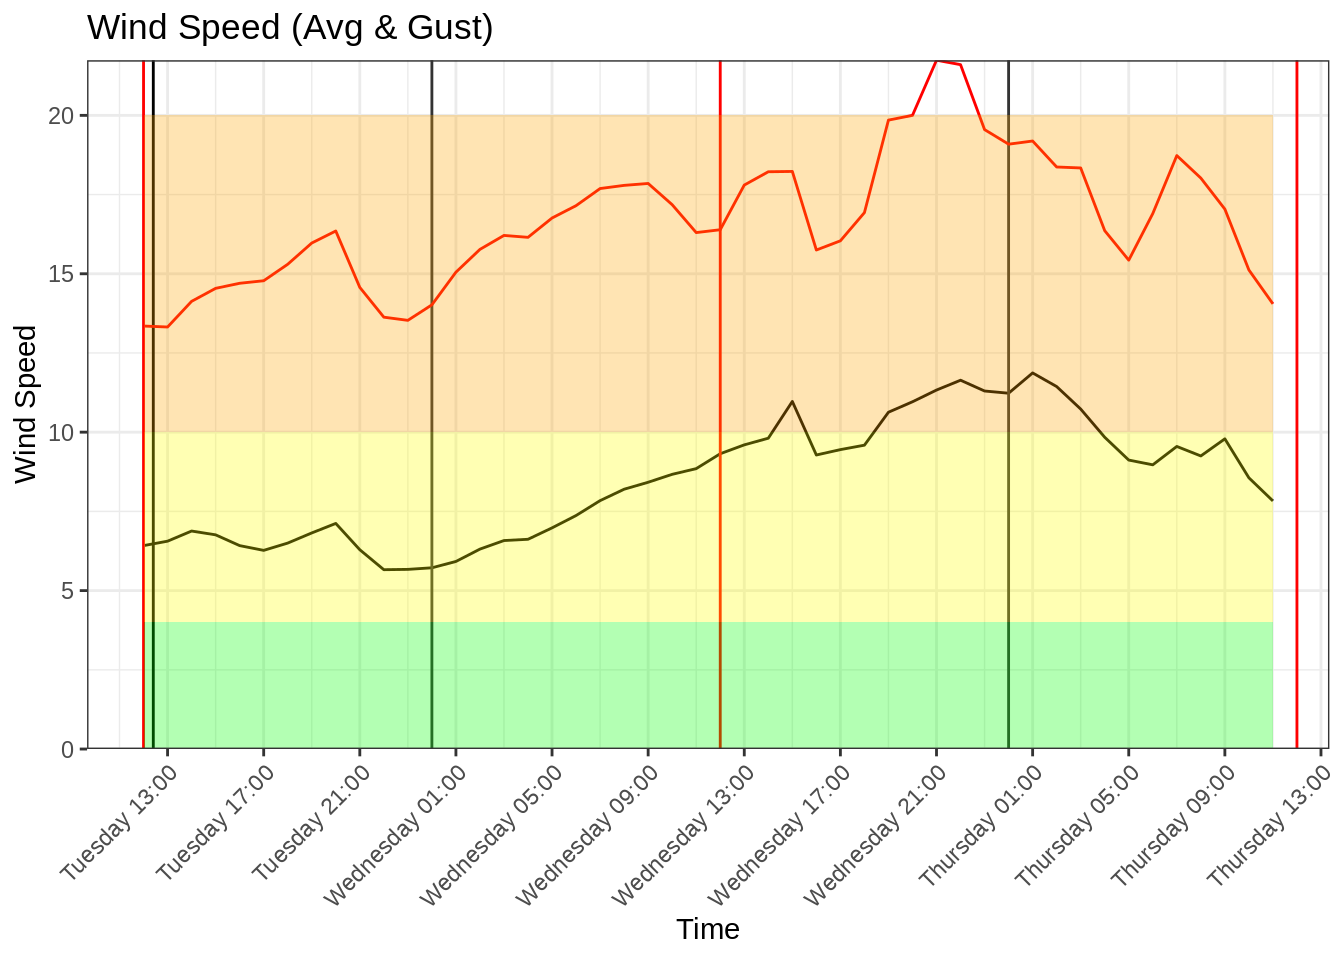 Wind Speed (Avg & Gust)
Wind Speed
20
15
10
5
0
Tuesday 13:00
Tuesday 17:00
Tuesday 21:00
Wednesday 01:00
Wednesday 05:00
Wednesday 09:00
Wednesday 13:00
Wednesday 17:00
Wednesday 21:00
Thursday 01:00
Thursday 05:00
Thursday 09:00
Thursday 13:00
Time